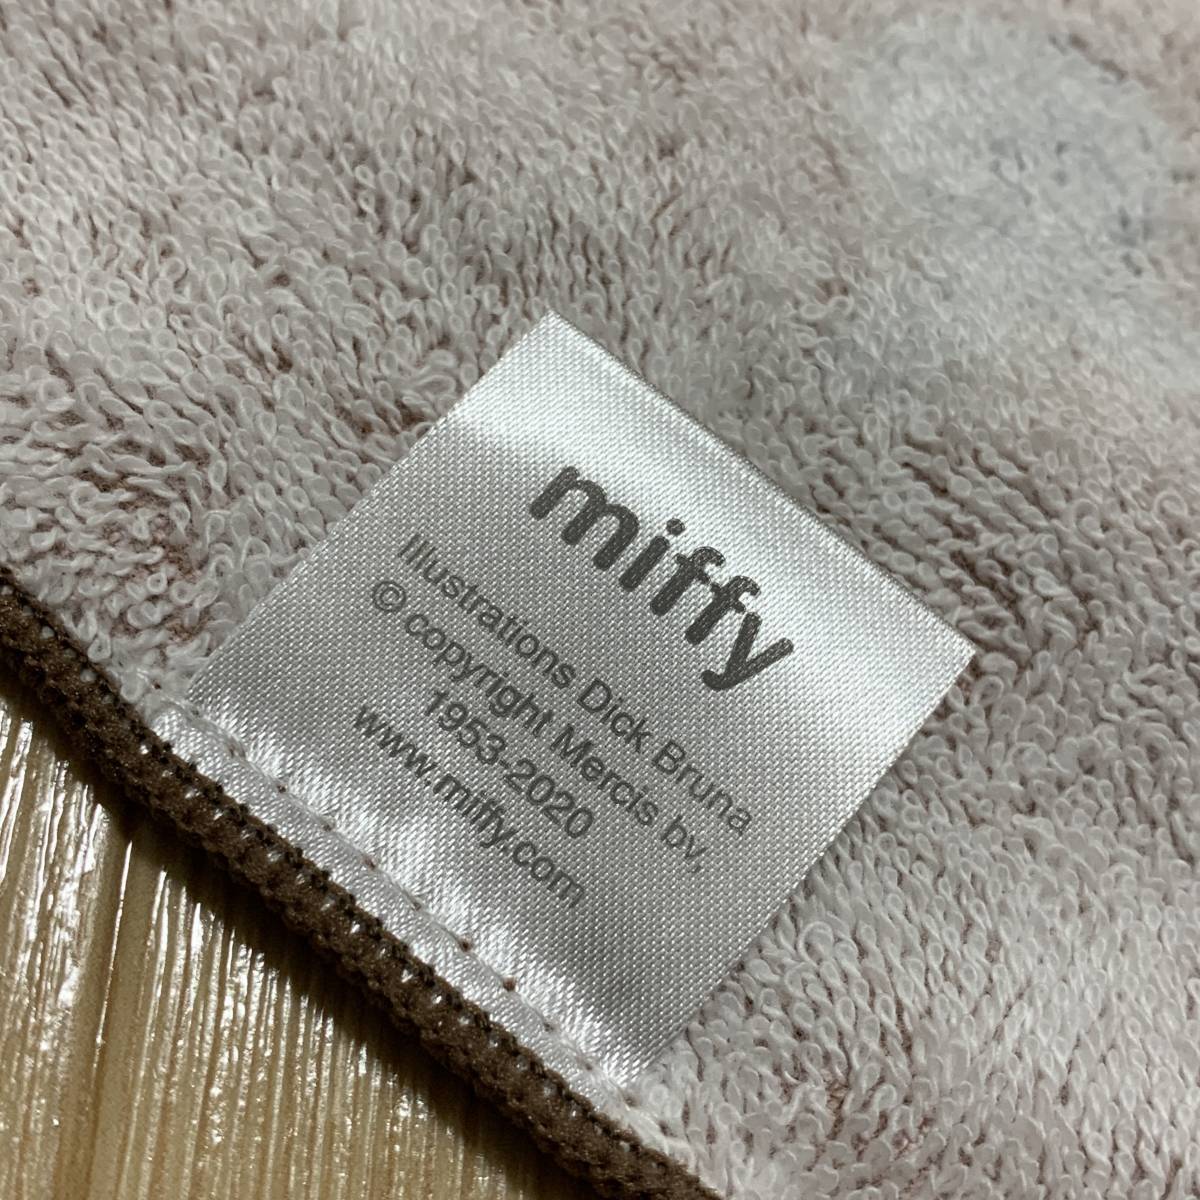 miffy
Illustrations Dick Bruna
© copyright Mercis bv,
1953-2020
www.miffy.com